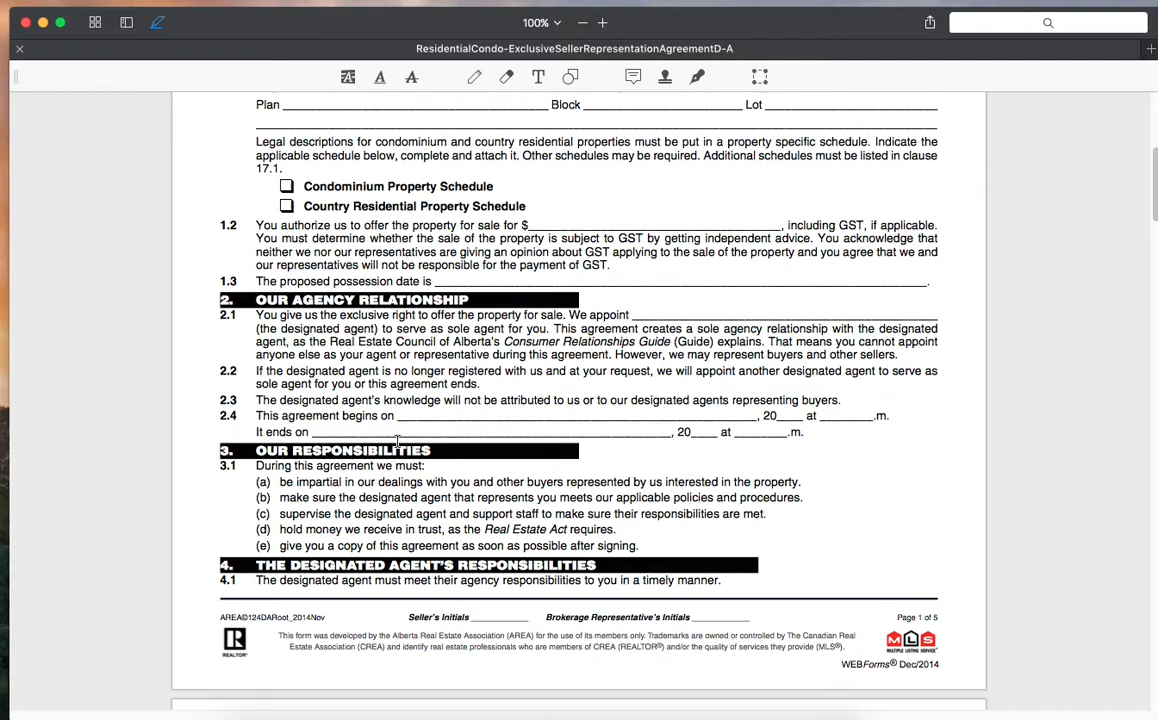 100%
ResidentialCondo-ExclusiveSellerRepresentationAgreementD-A
Plan ____ Block ____ Lot ____
Legal descriptions for condominium and country residential properties must be put in a property specific schedule. Indicate the
applicable schedule below, complete and attach it. Other schedules may be required. Additional schedules must be listed in clause
17.1.
Condominium Property Schedule
Country Residential Property Schedule
1.2 You authorize us to offer the property for sale for $____, including GST, if applicable.
You must determine whether the sale of the property is subject to GST by getting independent advice. You acknowledge that
neither we nor our representatives are giving an opinion about GST applying to the sale of the property and you agree that we and
our representatives will not be responsible for the payment of GST.
1.3 The proposed possession date is ____.
2. OUR AGENCY RELATIONSHIP
2.1 You give us the exclusive right to offer the property for sale. We appoint ____
(the designated agent) to serve as sole agent for you. This agreement creates a sole agency relationship with the designated
agent, as the Real Estate Council of Alberta's Consumer Relationships Guide (Guide) explains. That means you cannot appoint
anyone else as your agent or representative during this agreement. However, we may represent buyers and other sellers.
2.2 If the designated agent is no longer registered with us and at your request, we will appoint another designated agent to serve as
sole agent for you or this agreement ends.
2.3 The designated agent's knowledge will not be attributed to us or to our designated agents representing buyers.
2.4 This agreement begins on ____, 20____ at ____.m.
It ends on ____, 20____ at ____.m.
3. OUR RESPONSIBILITIES
3.1 During this agreement we must:
(a) be impartial in our dealings with you and other buyers represented by us interested in the property.
(b) make sure the designated agent that represents you meets our applicable policies and procedures.
(c) supervise the designated agent and support staff to make sure their responsibilities are met.
(d) hold money we receive in trust, as the Real Estate Act requires.
(e) give you a copy of this agreement as soon as possible after signing.
4. THE DESIGNATED AGENT'S RESPONSIBILITIES
4.1 The designated agent must meet their agency responsibilities to you in a timely manner.
AREA©124DARoot_2014Nov Seller's Initials ____ Brokerage Representative's Initials ____ Page 1 of 5
This form was developed by the Alberta Real Estate Association (AREA) for the use of its members only. Trademarks are owned or controlled by The Canadian Real
Estate Association (CREA) and identify real estate professionals who are members of CREA (REALTOR®) and/or the quality of services they provide (MLS®).
R
REALTOR
MLS
MULTIPLE LISTING SERVICE
WEBForms® Dec/2014